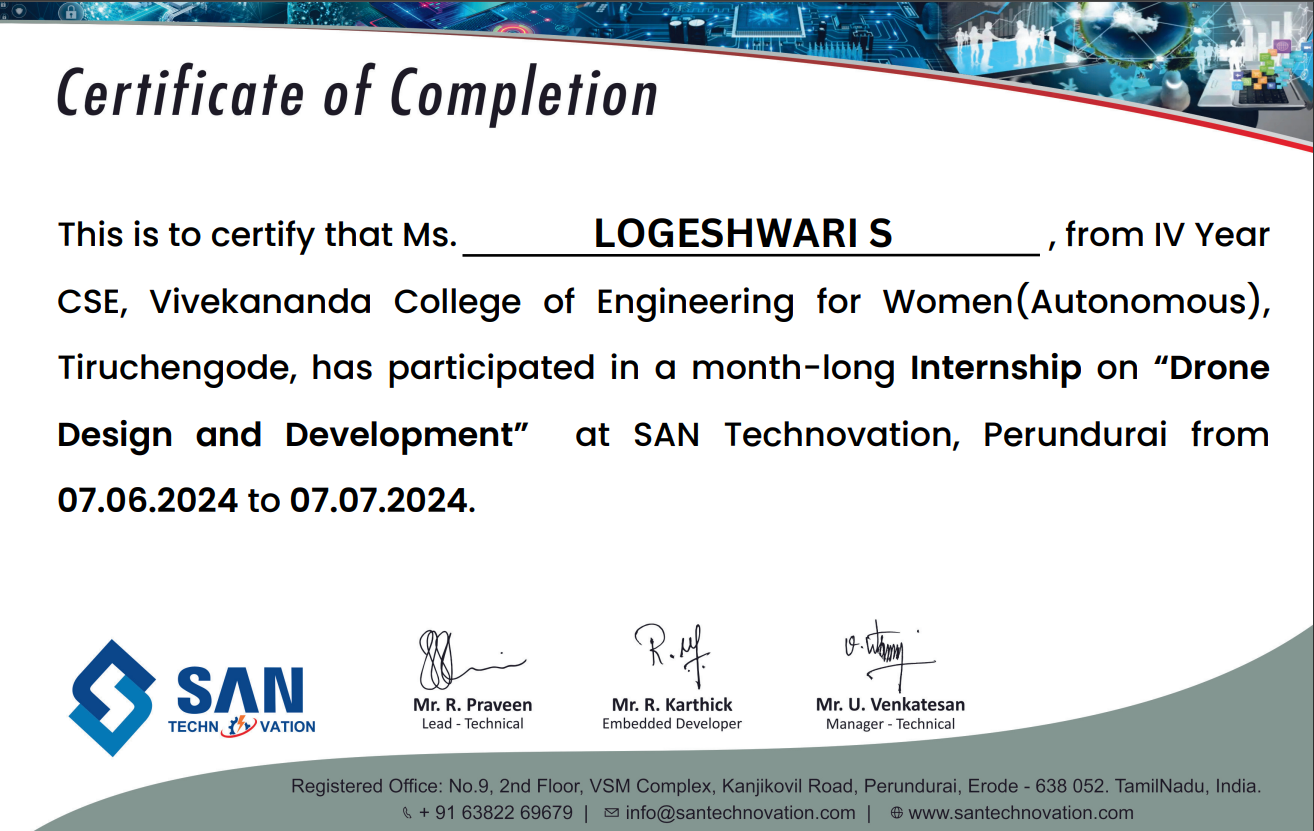 Certificate of Completion
This is to certify that Ms. LOGESHWARI S , from IV Year
CSE, Vivekananda College of Engineering for Women(Autonomous),
Tiruchengode, has participated in a month-long Internship on “Drone
Design and Development” at SAN Technovation, Perundurai from
07.06.2024 to 07.07.2024.
SAN
TECHN VATION
Mr. R. Praveen
Lead - Technical
Mr. R. Karthick
Embedded Developer
Mr. U. Venkatesan
Manager - Technical
Registered Office: No.9, 2nd Floor, VSM Complex, Kanjikovil Road, Perundurai, Erode - 638 052. TamilNadu, India.
+ 91 63822 69679 | info@santechnovation.com | www.santechnovation.com